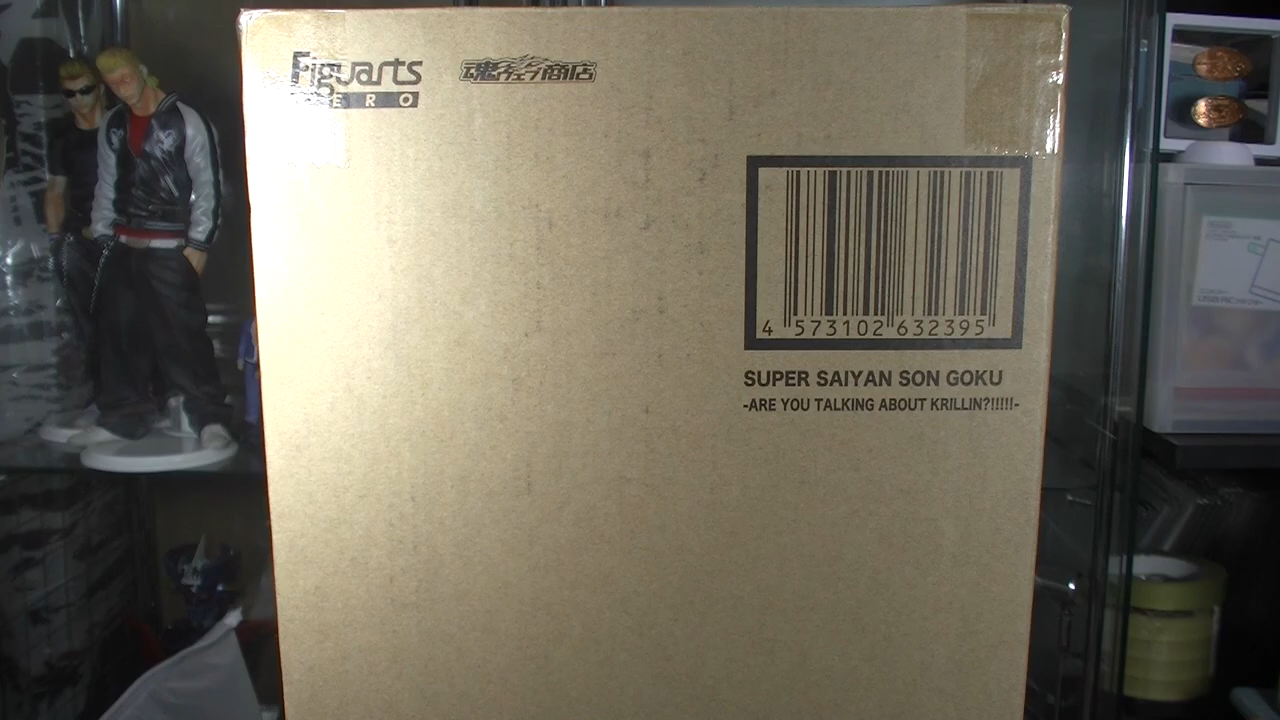 Figuarts
ZERO
魂ウェブ商店
4 573102 632395
SUPER SAIYAN SON GOKU
-ARE YOU TALKING ABOUT KRILLIN?!!!!!-